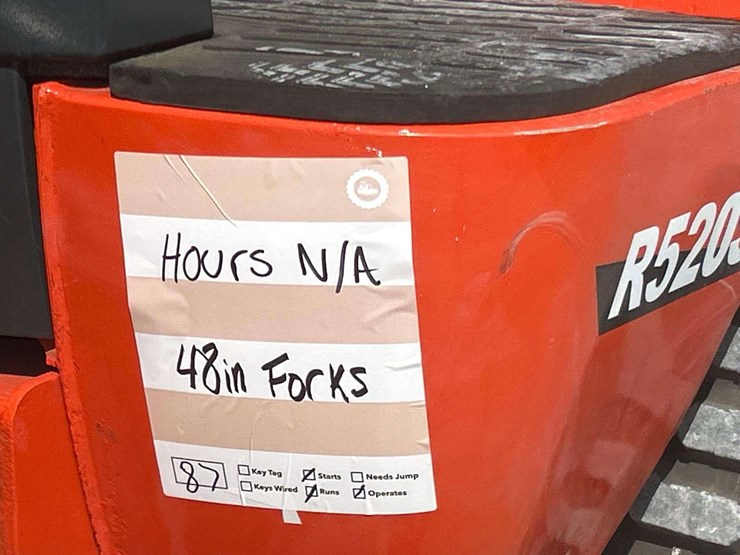 Hours N/A
48in Forks
87
Key Tag Starts Needs Jump
Keys Wired Runs Operates
R520